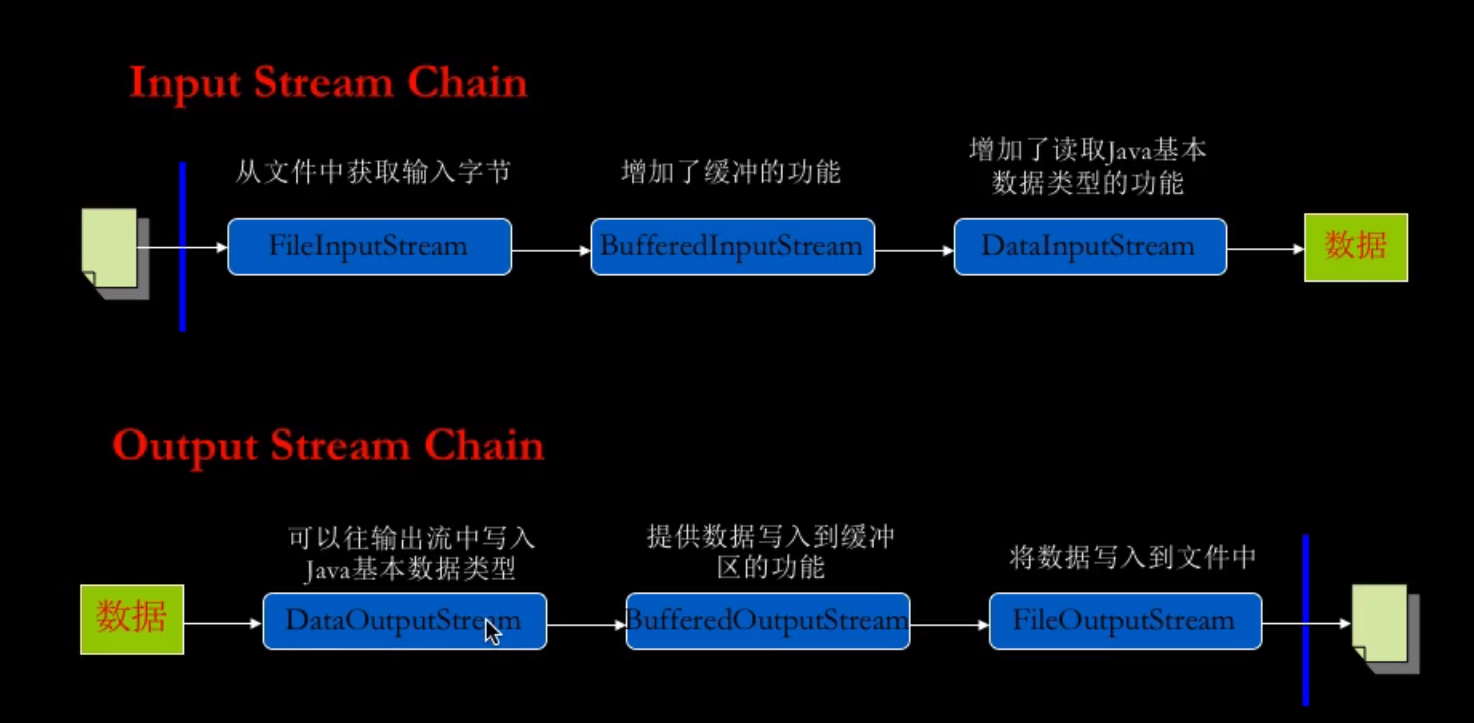 Input Stream Chain
从文件中获取输入字节
增加了缓冲的功能
增加了读取Java基本
数据类型的功能
FileInputStream
BufferedInputStream
DataInputStream
数据
Output Stream Chain
可以往输出流中写入
Java基本数据类型
提供数据写入到缓冲
区的功能
将数据写入到文件中
数据
DataOutputStream
BufferedOutputStream
FileOutputStream